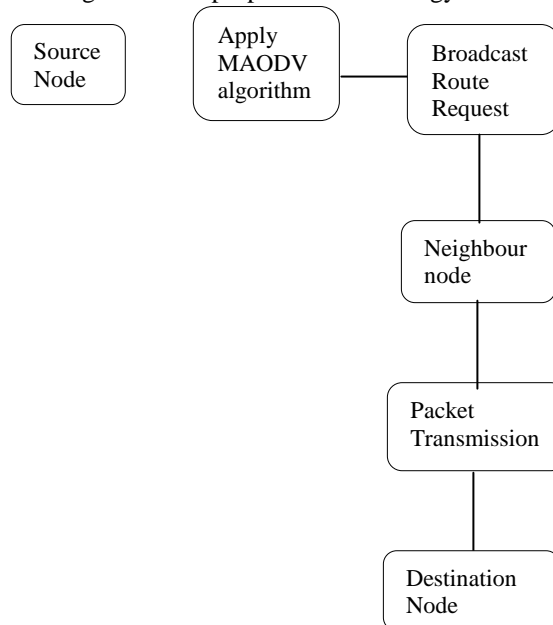 Source
Node
Apply
MAODV
algorithm
Broadcast
Route
Request
Neighbour
node
Packet
Transmission
Destination
Node